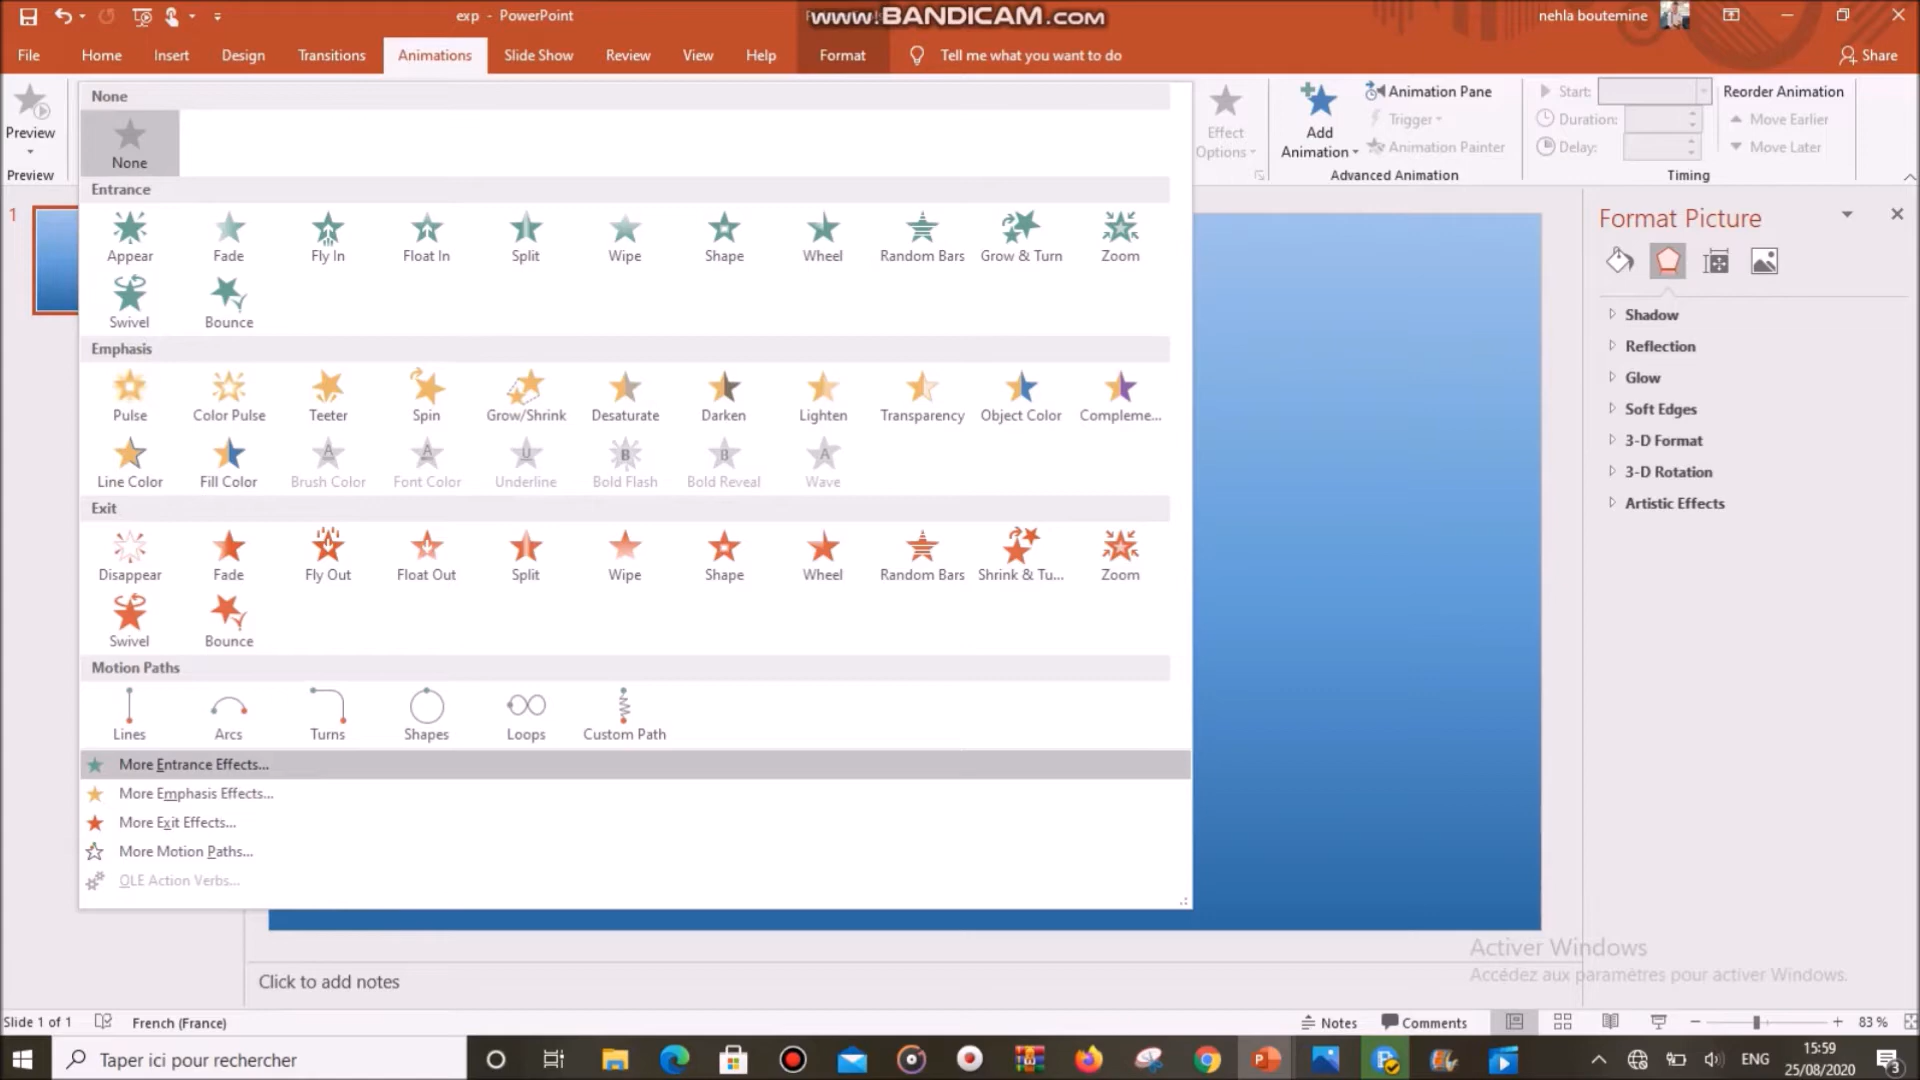 exp - PowerPoint
www.BANDICAM.com
nehla boutemine
File Home Insert Design Transitions Animations Slide Show Review View Help Format Tell me what you want to do Share
Preview
Preview
None
None
Entrance
Appear Fade Fly In Float In Split Wipe Shape Wheel Random Bars Grow & Turn Zoom
Swivel Bounce
Emphasis
Pulse Color Pulse Teeter Spin Grow/Shrink Desaturate Darken Lighten Transparency Object Color Compleme...
Line Color Fill Color Brush Color Font Color Underline Bold Flash Bold Reveal Wave
Exit
Disappear Fade Fly Out Float Out Split Wipe Shape Wheel Random Bars Shrink & Tu... Zoom
Swivel Bounce
Motion Paths
Lines Arcs Turns Shapes Loops Custom Path
More Entrance Effects...
More Emphasis Effects...
More Exit Effects...
More Motion Paths...
OLE Action Verbs...
Effect
Options
Add
Animation
Animation Pane
Trigger
Animation Painter
Advanced Animation
Start:
Duration:
Delay:
Reorder Animation
Move Earlier
Move Later
Timing
1
Format Picture
Shadow
Reflection
Glow
Soft Edges
3-D Format
3-D Rotation
Artistic Effects
Activer Windows
Accédez aux paramètres pour activer Windows.
Click to add notes
Slide 1 of 1 French (France) Notes Comments 83 %
Taper ici pour rechercher
ENG
15:59
25/08/2020
3